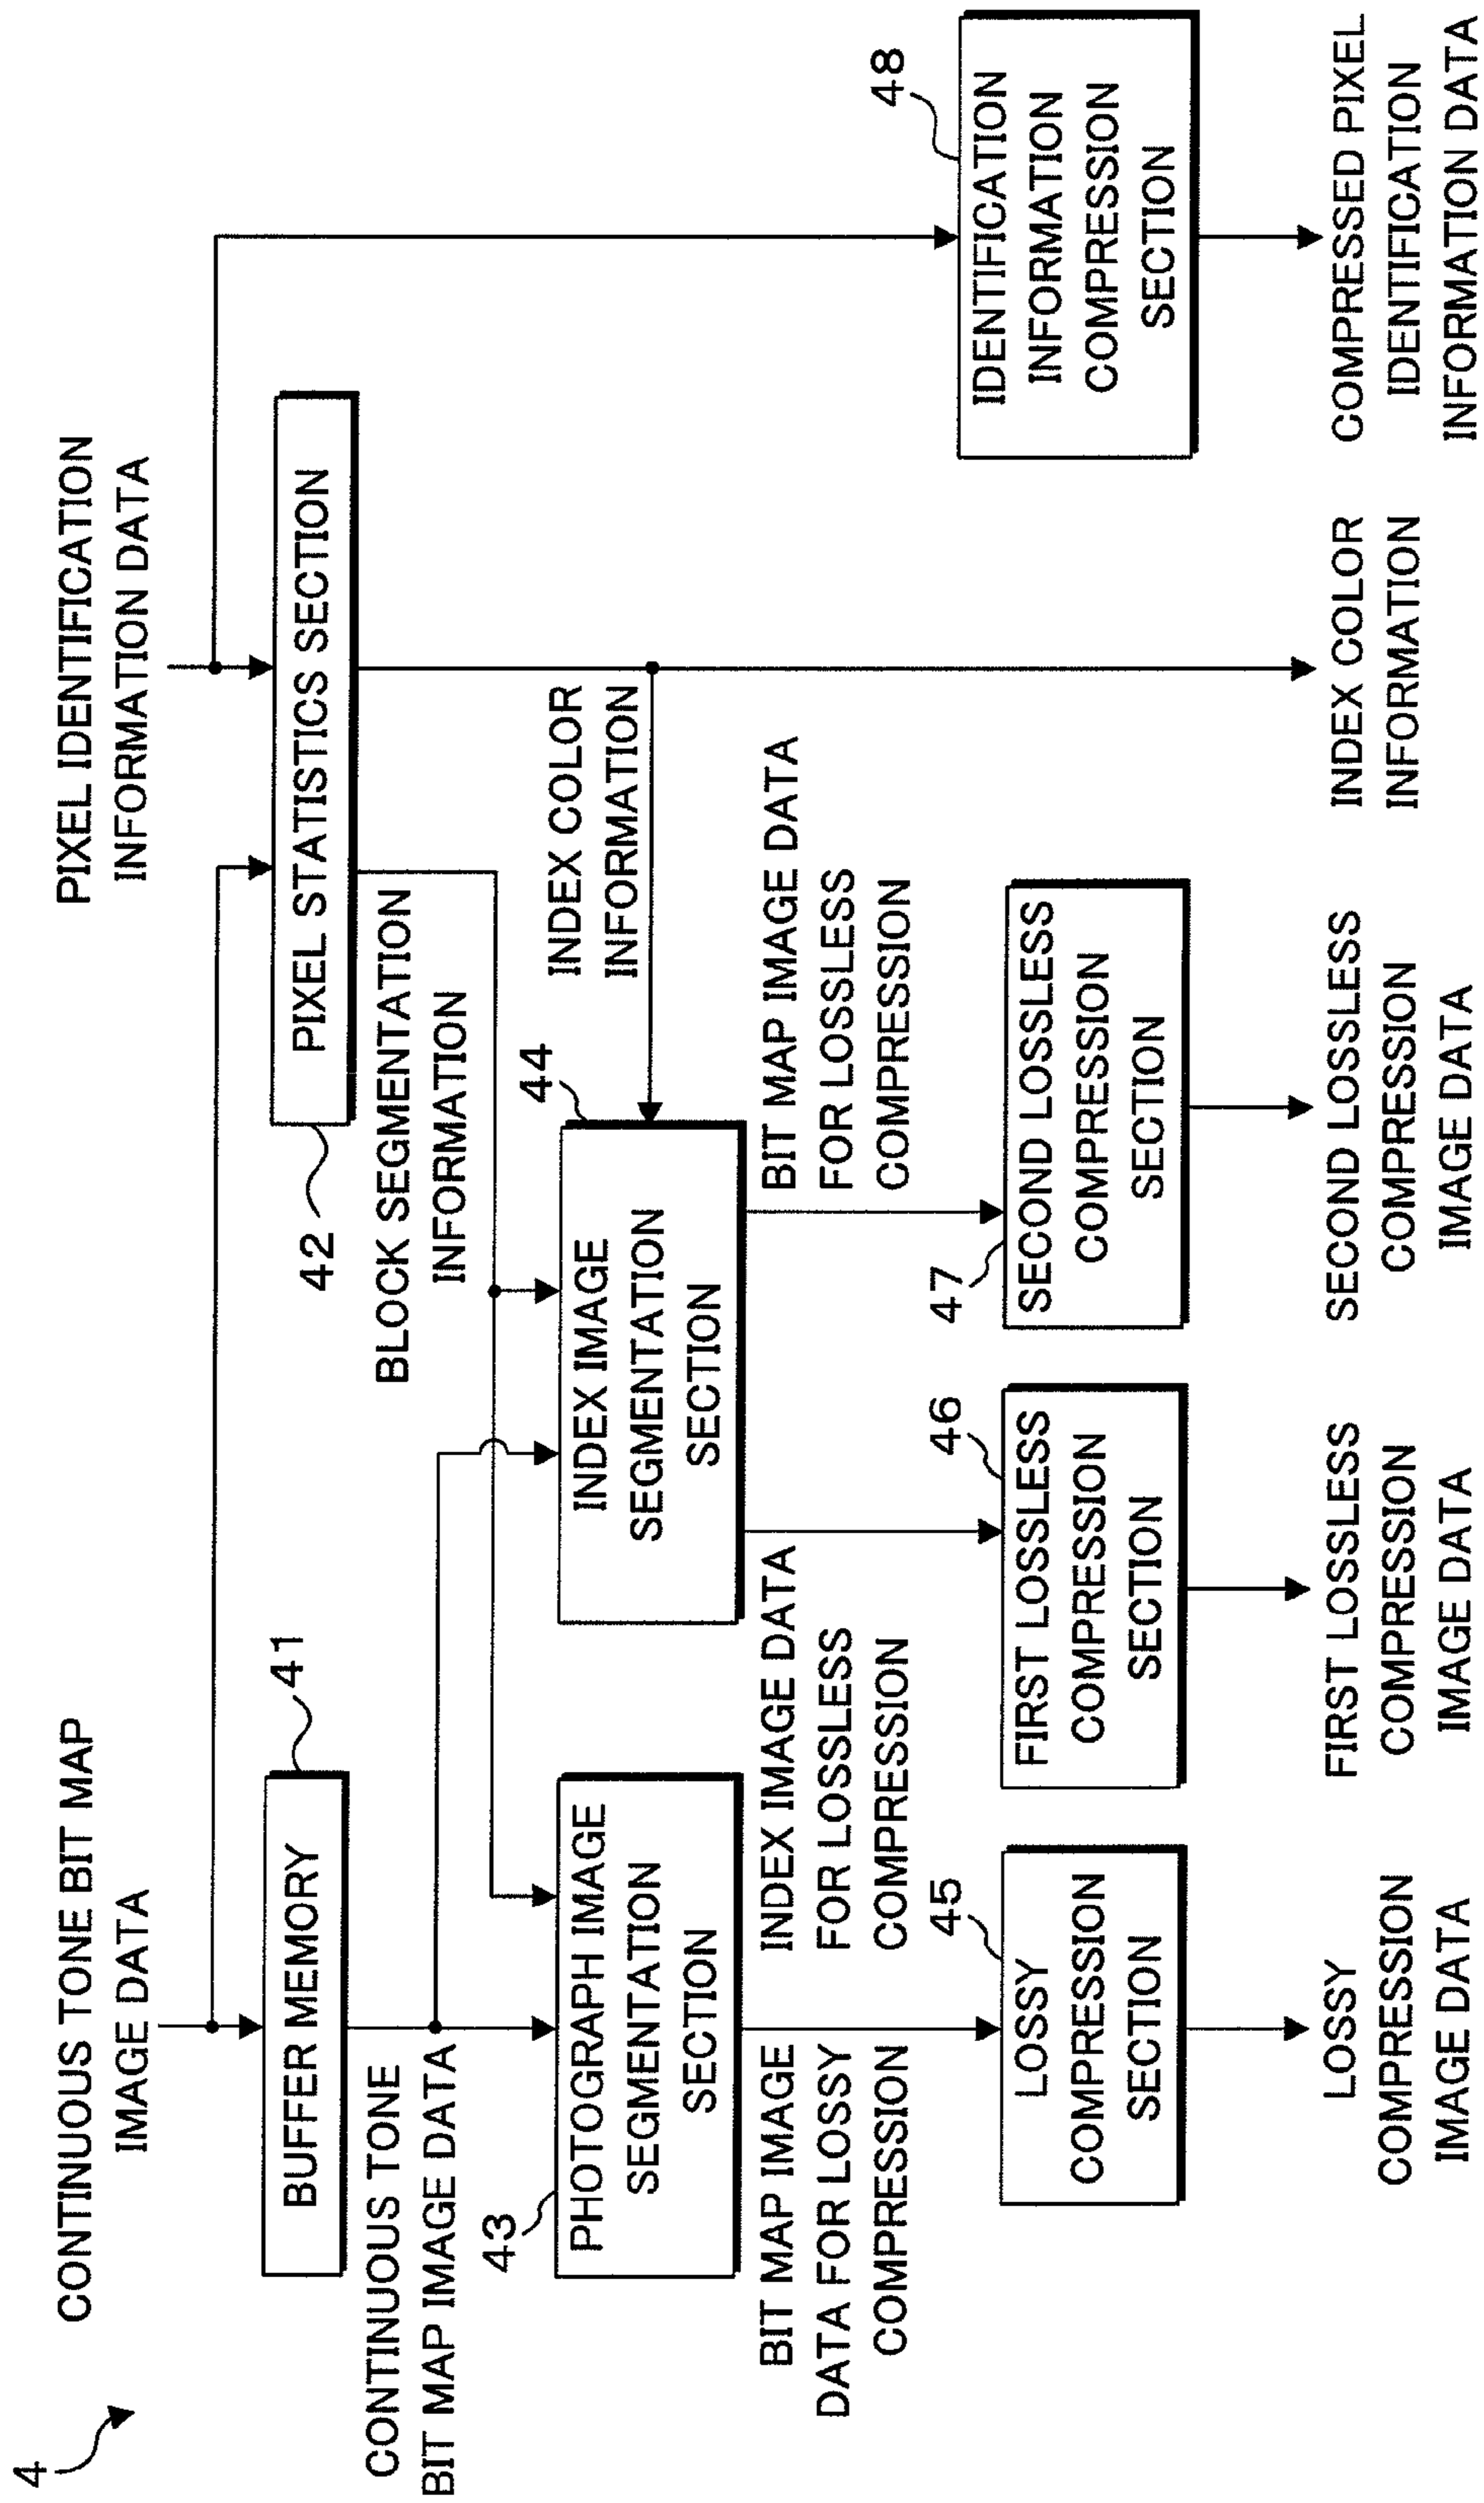 4
CONTINUOUS TONE BIT MAP
IMAGE DATA
PIXEL IDENTIFICATION
INFORMATION DATA
41
BUFFER MEMORY
42
PIXEL STATISTICS SECTION
CONTINUOUS TONE
BIT MAP IMAGE DATA
BLOCK SEGMENTATION
INFORMATION
INDEX COLOR
INFORMATION
43
PHOTOGRAPH IMAGE
SEGMENTATION
SECTION
44
INDEX IMAGE
SEGMENTATION
SECTION
BIT MAP IMAGE
DATA FOR LOSSY
COMPRESSION
INDEX IMAGE DATA
FOR LOSSLESS
COMPRESSION
BIT MAP IMAGE DATA
FOR LOSSLESS
COMPRESSION
45
LOSSY
COMPRESSION
SECTION
46
FIRST LOSSLESS
COMPRESSION
SECTION
47
SECOND LOSSLESS
COMPRESSION
SECTION
48
IDENTIFICATION
INFORMATION
COMPRESSION
SECTION
LOSSY
COMPRESSION
IMAGE DATA
FIRST LOSSLESS
COMPRESSION
IMAGE DATA
SECOND LOSSLESS
COMPRESSION
IMAGE DATA
INDEX COLOR
INFORMATION
COMPRESSED PIXEL
IDENTIFICATION
INFORMATION DATA